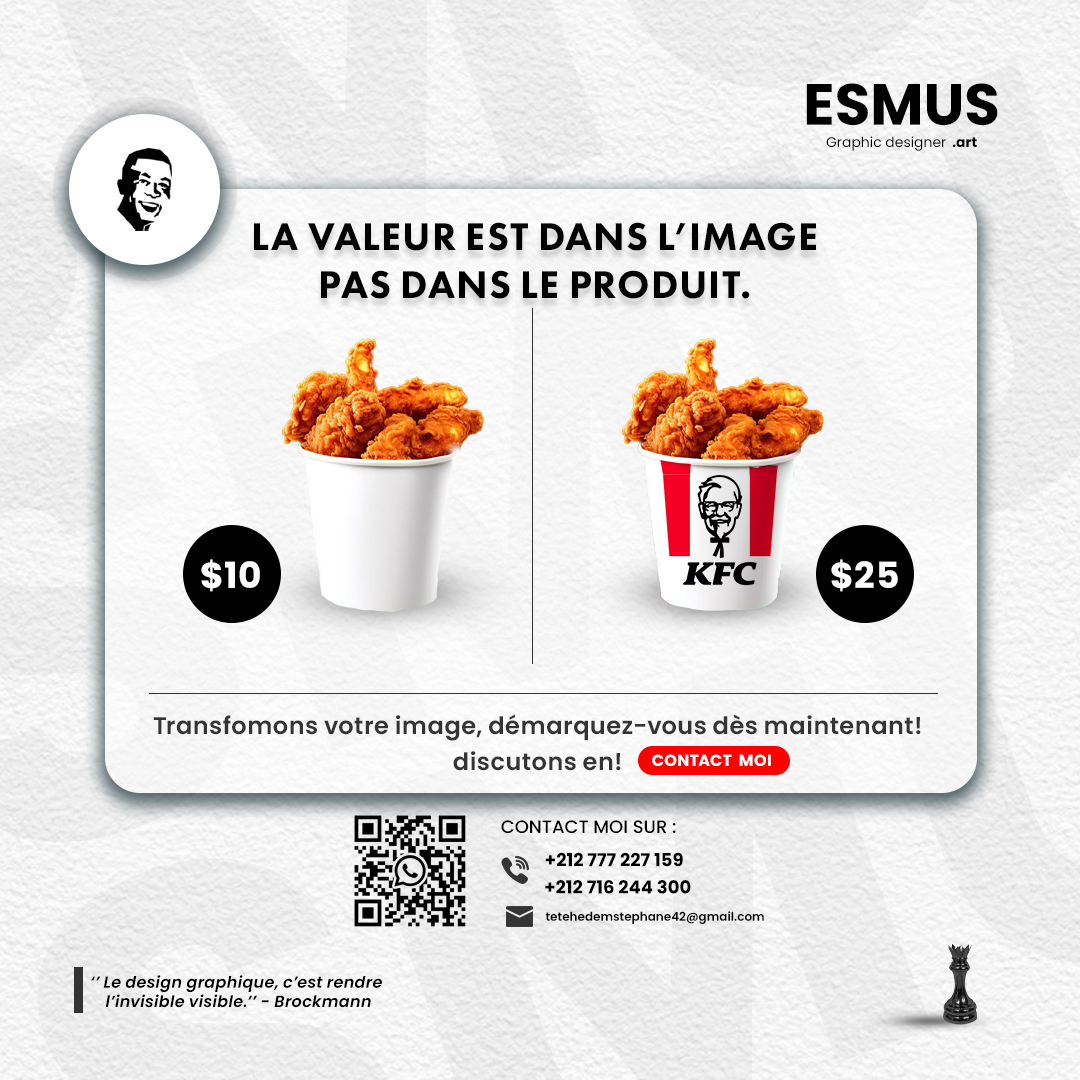 ESMUS
Graphic designer .art
LA VALEUR EST DANS L’IMAGE
PAS DANS LE PRODUIT.
$10
KFC
$25
Transfomons votre image, démarquez-vous dès maintenant!
discutons en! CONTACT MOI
CONTACT MOI SUR :
+212 777 227 159
+212 716 244 300
tetehedemstephane42@gmail.com
‘’ Le design graphique, c’est rendre
l’invisible visible.’’ - Brockmann